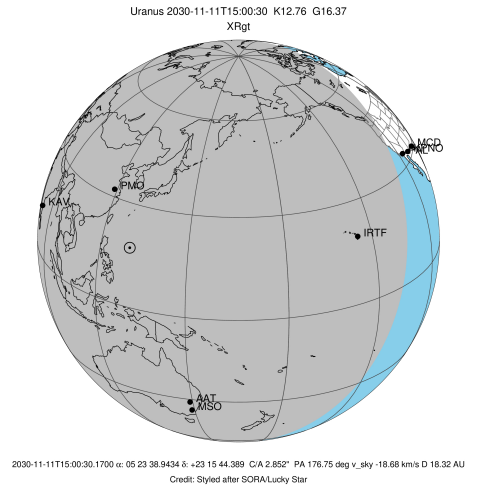 Uranus 2030-11-11T15:00:30 K12.76 G16.37
XRgt
MCD
KPNO
PMO
KAV
IRTF
AAT
MSO
2030-11-11T15:00:30.1700 α: 05 23 38.9434 δ: +23 15 44.389 C/A 2.852" PA 176.75 deg v_sky -18.68 km/s D 18.32 AU
Credit: Styled after SORA/Lucky Star